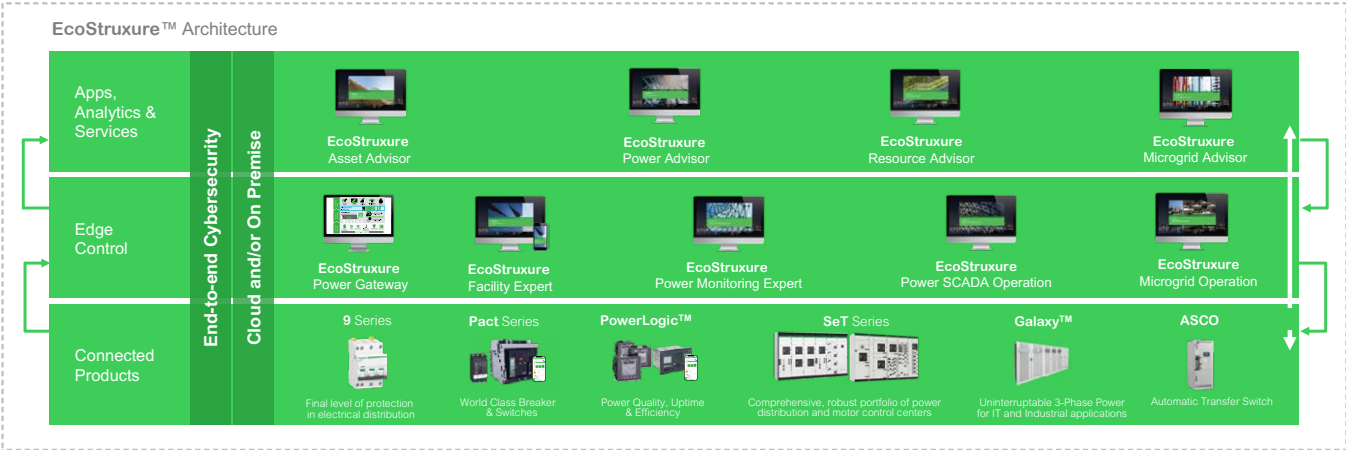 EcoStruxure™ Architecture
Apps,
Analytics &
Services
End-to-end Cybersecurity
Cloud and/or On Premise
EcoStruxure
Asset Advisor
EcoStruxure
Power Advisor
EcoStruxure
Resource Advisor
EcoStruxure
Microgrid Advisor
Edge
Control
EcoStruxure
Power Gateway
EcoStruxure
Facility Expert
EcoStruxure
Power Monitoring Expert
EcoStruxure
Power SCADA Operation
EcoStruxure
Microgrid Operation
Connected
Products
9 Series
Final level of protection
in electrical distribution
Pact Series
World Class Breaker
& Switches
PowerLogic™
Power Quality, Uptime
& Efficiency
SeT Series
Comprehensive, robust portfolio of power
distribution and motor control centers
Galaxy™
Uninterruptable 3-Phase Power
for IT and Industrial applications
ASCO
Automatic Transfer Switch